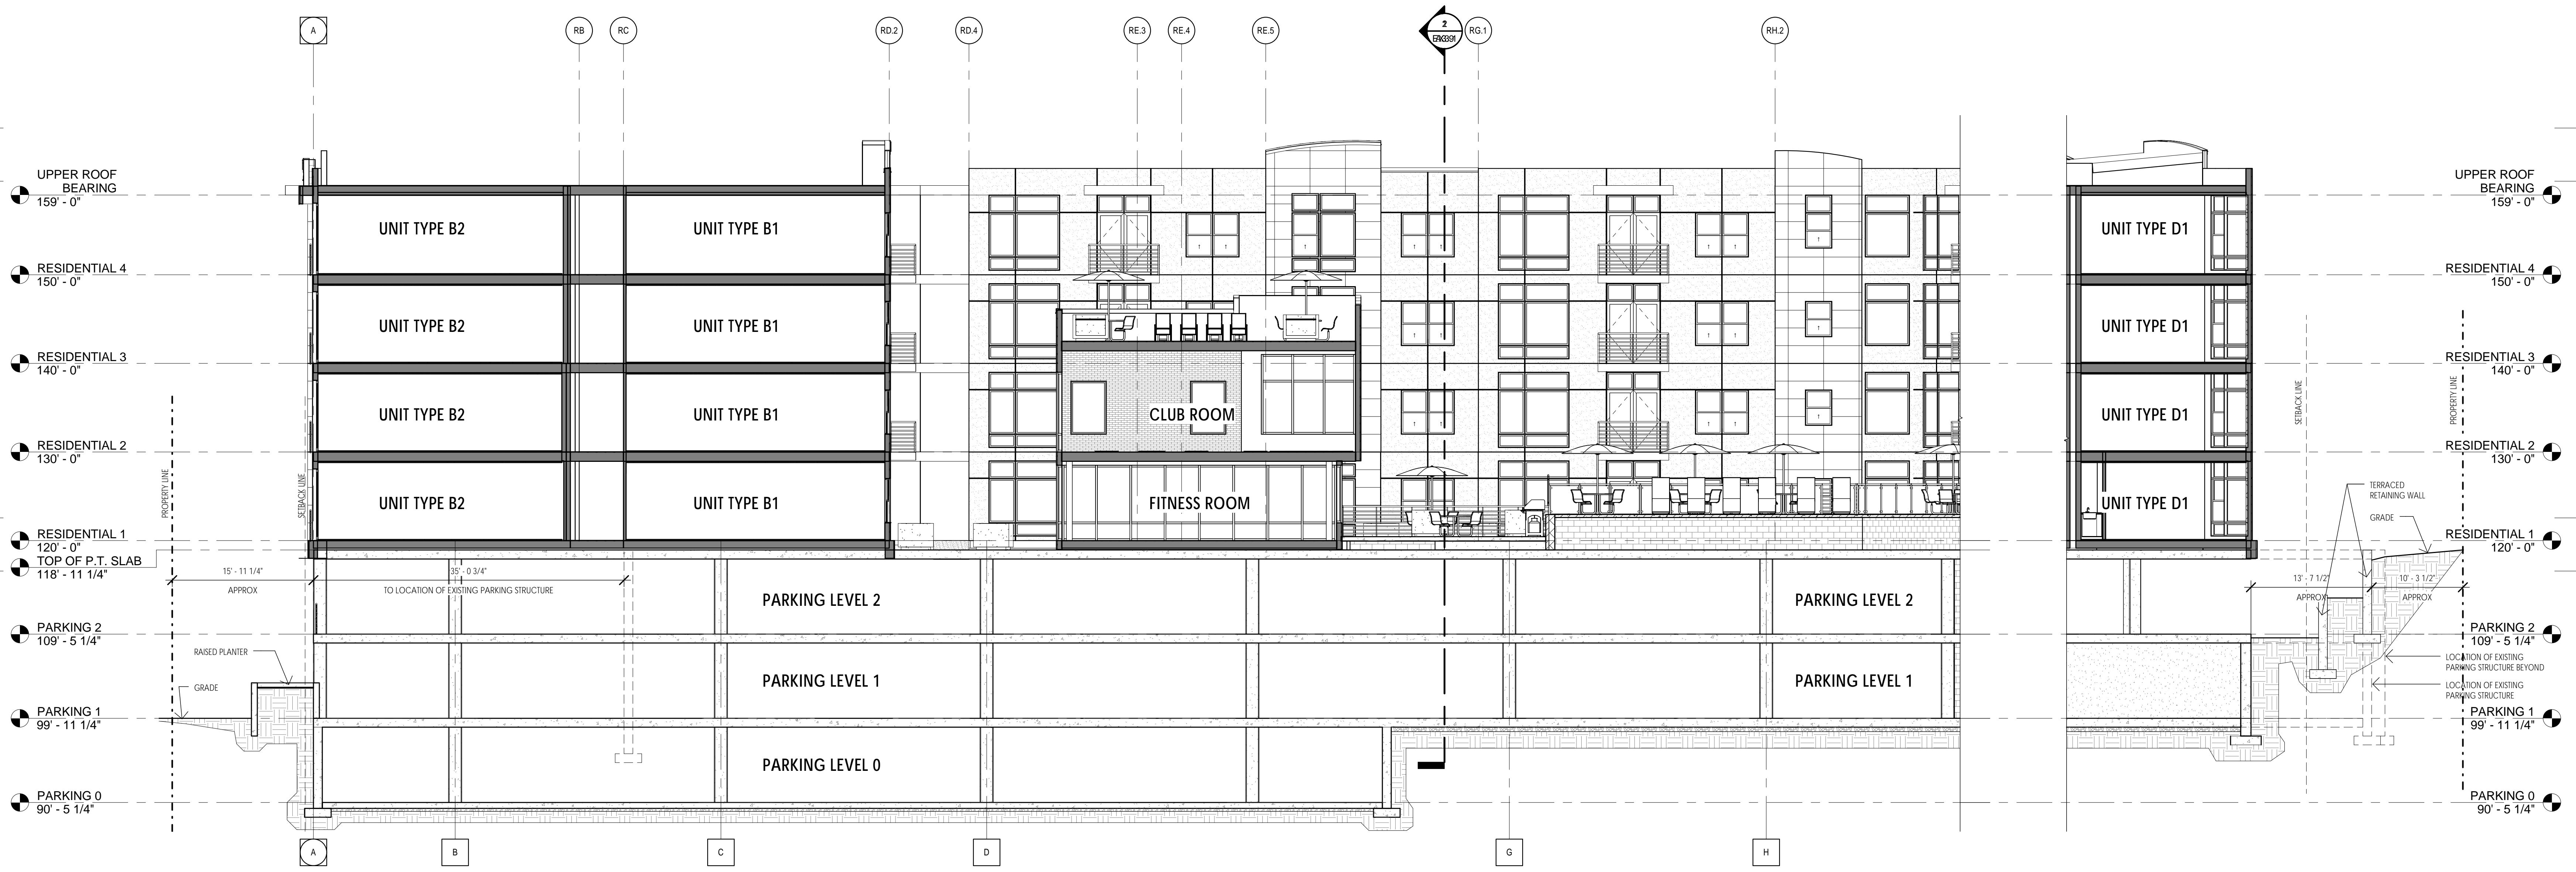 A
RB
RC
RD.2
RD.4
RE.3
RE.4
RE.5
2
RG.1
RH.2
UPPER ROOF
BEARING
159' - 0"
RESIDENTIAL 4
150' - 0"
RESIDENTIAL 3
140' - 0"
RESIDENTIAL 2
130' - 0"
RESIDENTIAL 1
120' - 0"
TOP OF P.T. SLAB
118' - 11 1/4"
PARKING 2
109' - 5 1/4"
PARKING 1
99' - 11 1/4"
PARKING 0
90' - 5 1/4"
PROPERTY LINE
SETBACK LINE
15' - 11 1/4"
APPROX
35' - 0 3/4"
TO LOCATION OF EXISTING PARKING STRUCTURE
RAISED PLANTER
GRADE
UNIT TYPE B2
UNIT TYPE B1
UNIT TYPE B2
UNIT TYPE B1
UNIT TYPE B2
UNIT TYPE B1
UNIT TYPE B2
UNIT TYPE B1
CLUB ROOM
FITNESS ROOM
PARKING LEVEL 2
PARKING LEVEL 2
PARKING LEVEL 1
PARKING LEVEL 1
PARKING LEVEL 0
UNIT TYPE D1
UNIT TYPE D1
UNIT TYPE D1
UNIT TYPE D1
SETBACK LINE
PROPERTY LINE
TERRACED
RETAINING WALL
GRADE
13' - 7 1/2"
APPROX
10' - 3 1/2"
APPROX
LOCATION OF EXISTING
PARKING STRUCTURE BEYOND
LOCATION OF EXISTING
PARKING STRUCTURE
UPPER ROOF
BEARING
159' - 0"
RESIDENTIAL 4
150' - 0"
RESIDENTIAL 3
140' - 0"
RESIDENTIAL 2
130' - 0"
RESIDENTIAL 1
120' - 0"
PARKING 2
109' - 5 1/4"
PARKING 1
99' - 11 1/4"
PARKING 0
90' - 5 1/4"
A
B
C
D
G
H